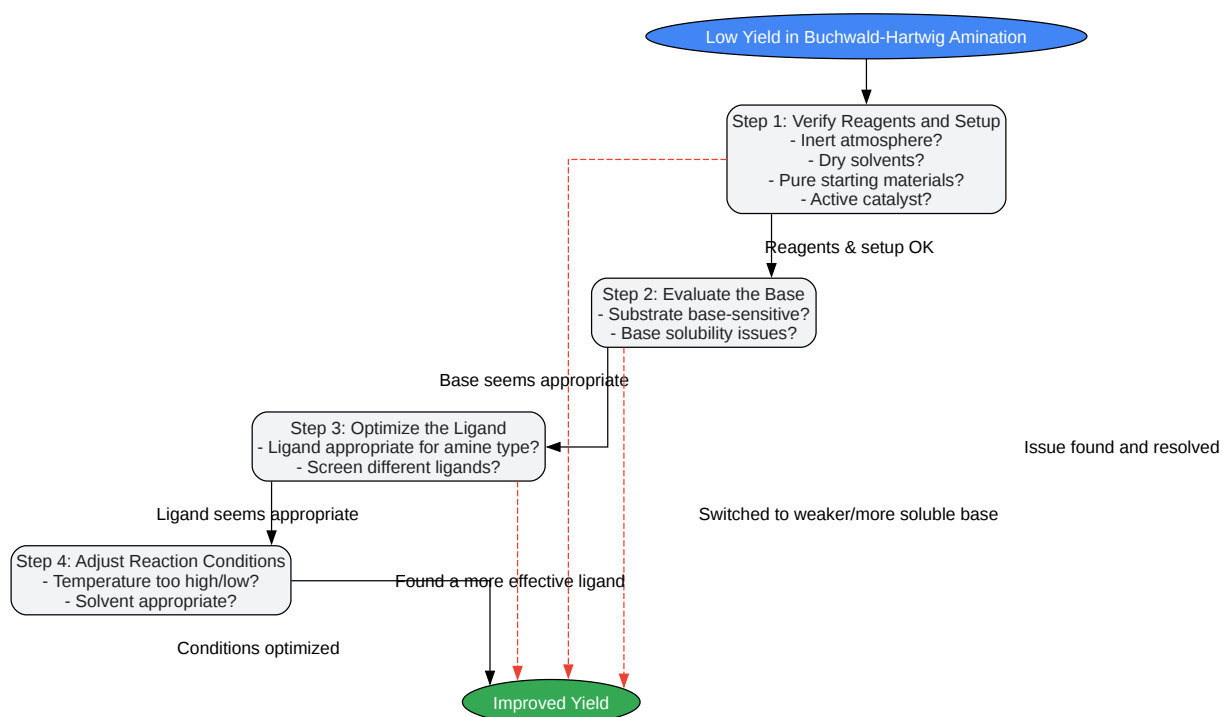 Low Yield in Buchwald-Hartwig Amination
Step 1: Verify Reagents and Setup
- Inert atmosphere?
- Dry solvents?
- Pure starting materials?
- Active catalyst?
Reagents & setup OK
Step 2: Evaluate the Base
- Substrate base-sensitive?
- Base solubility issues?
Base seems appropriate
Step 3: Optimize the Ligand
- Ligand appropriate for amine type?
- Screen different ligands?
Issue found and resolved
Ligand seems appropriate
Switched to weaker/more soluble base
Step 4: Adjust Reaction Conditions
- Temperature too high/low?
- Solvent appropriate?
Found a more effective ligand
Conditions optimized
Improved Yield